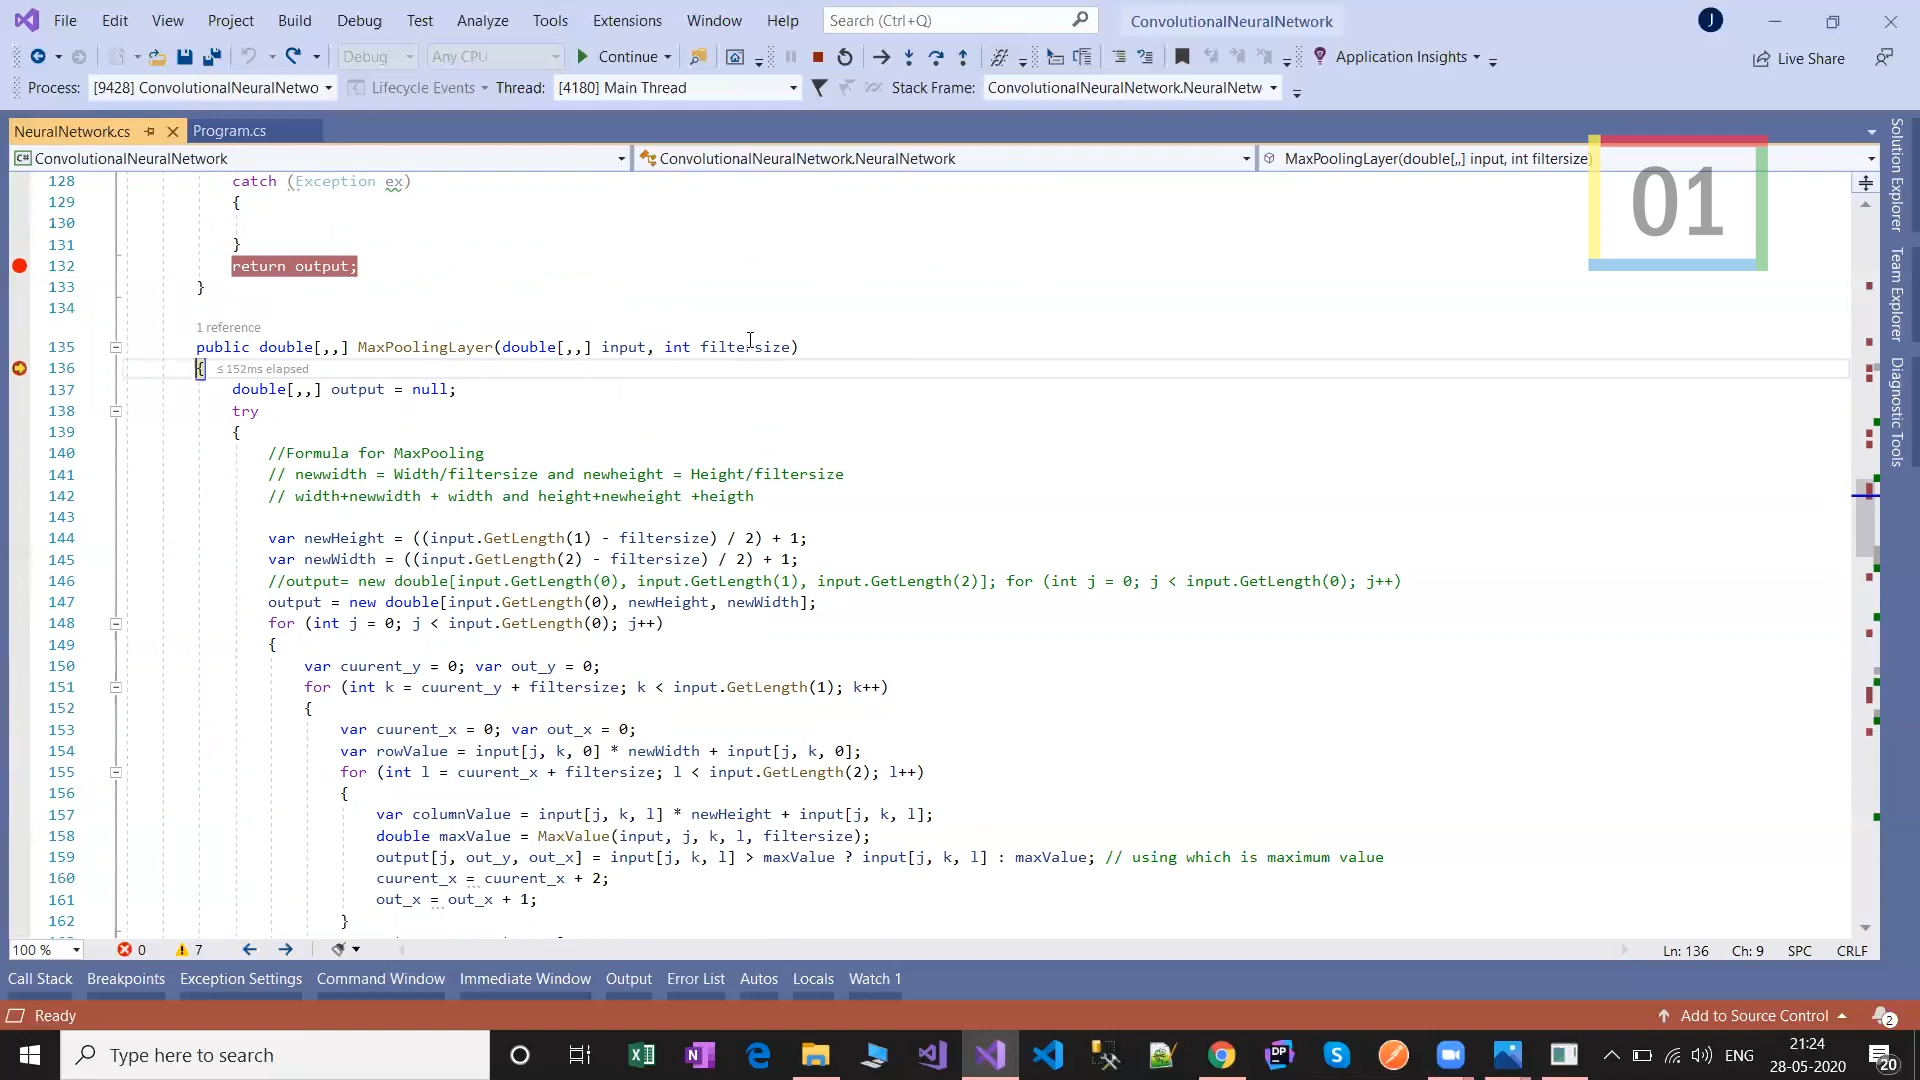 File Edit View Project Build Debug Test Analyze Tools Extensions Window Help Search (Ctrl+Q) ConvolutionalNeuralNetwork J
Debug Any CPU Continue Application Insights Live Share
Process: [9428] ConvolutionalNeuralNetwo Lifecycle Events Thread: [4180] Main Thread Stack Frame: ConvolutionalNeuralNetwork.NeuralNetw
NeuralNetwork.cs Program.cs
C# ConvolutionalNeuralNetwork ConvolutionalNeuralNetwork.NeuralNetwork MaxPoolingLayer(double[,,] input, int filtersize)
01
128 catch (Exception ex)
129 {
130
131 }
132 return output;
133 }
134
1 reference
135 public double[,,] MaxPoolingLayer(double[,,] input, int filtersize)
136 { ≤152ms elapsed
137 double[,,] output = null;
138 try
139 {
140 //Formula for MaxPooling
141 // newwidth = Width/filtersize and newheight = Height/filtersize
142 // width+newwidth + width and height+newheight +heigth
143
144 var newHeight = ((input.GetLength(1) - filtersize) / 2) + 1;
145 var newWidth = ((input.GetLength(2) - filtersize) / 2) + 1;
146 //output= new double[input.GetLength(0), input.GetLength(1), input.GetLength(2)]; for (int j = 0; j < input.GetLength(0); j++)
147 output = new double[input.GetLength(0), newHeight, newWidth];
148 for (int j = 0; j < input.GetLength(0); j++)
149 {
150 var cuurent_y = 0; var out_y = 0;
151 for (int k = cuurent_y + filtersize; k < input.GetLength(1); k++)
152 {
153 var cuurent_x = 0; var out_x = 0;
154 var rowValue = input[j, k, 0] * newWidth + input[j, k, 0];
155 for (int l = cuurent_x + filtersize; l < input.GetLength(2); l++)
156 {
157 var columnValue = input[j, k, l] * newHeight + input[j, k, l];
158 double maxValue = MaxValue(input, j, k, l, filtersize);
159 output[j, out_y, out_x] = input[j, k, l] > maxValue ? input[j, k, l] : maxValue; // using which is maximum value
160 cuurent_x = cuurent_x + 2;
161 out_x = out_x + 1;
162 }
Solution Explorer
Team Explorer
Diagnostic Tools
100 % 0 7 Ln: 136 Ch: 9 SPC CRLF
Call Stack Breakpoints Exception Settings Command Window Immediate Window Output Error List Autos Locals Watch 1
Ready Add to Source Control 2
Type here to search ENG 21:24
28-05-2020 20